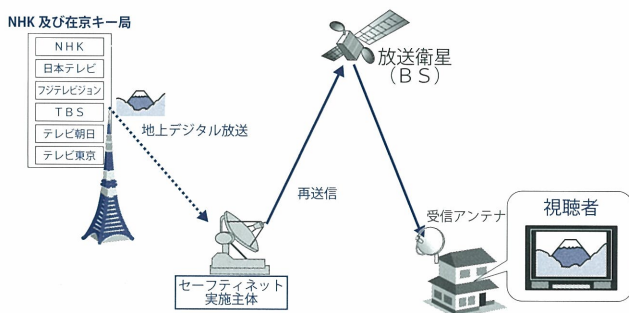 NHK 及び在京キー局
NHK
日本テレビ
フジテレビジョン
TBS
テレビ朝日
テレビ東京
地上デジタル放送
放送衛星
（BS）
再送信
セーフティネット
実施主体
受信アンテナ
視聴者